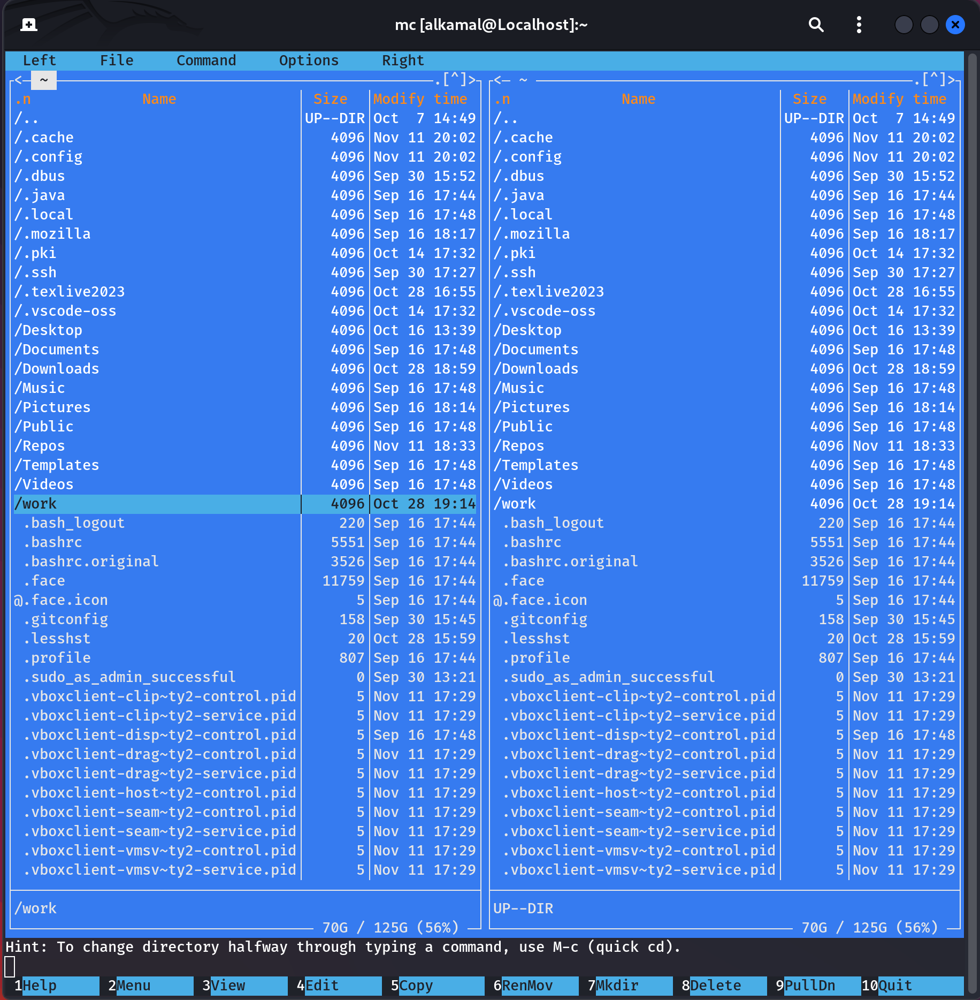 mc [alkamal@Localhost]:~
Left File Command Options Right
<- ~ .[^]> <- ~ .[^]>
.n Name Size Modify time .n Name Size Modify time
/.. UP--DIR Oct 7 14:49 /.. UP--DIR Oct 7 14:49
/.cache 4096 Nov 11 20:02 /.cache 4096 Nov 11 20:02
/.config 4096 Nov 11 20:02 /.config 4096 Nov 11 20:02
/.dbus 4096 Sep 30 15:52 /.dbus 4096 Sep 30 15:52
/.java 4096 Sep 16 17:44 /.java 4096 Sep 16 17:44
/.local 4096 Sep 16 17:48 /.local 4096 Sep 16 17:48
/.mozilla 4096 Sep 16 18:17 /.mozilla 4096 Sep 16 18:17
/.pki 4096 Oct 14 17:32 /.pki 4096 Oct 14 17:32
/.ssh 4096 Sep 30 17:27 /.ssh 4096 Sep 30 17:27
/.texlive2023 4096 Oct 28 16:55 /.texlive2023 4096 Oct 28 16:55
/.vscode-oss 4096 Oct 14 17:32 /.vscode-oss 4096 Oct 14 17:32
/Desktop 4096 Oct 16 13:39 /Desktop 4096 Oct 16 13:39
/Documents 4096 Sep 16 17:48 /Documents 4096 Sep 16 17:48
/Downloads 4096 Oct 28 18:59 /Downloads 4096 Oct 28 18:59
/Music 4096 Sep 16 17:48 /Music 4096 Sep 16 17:48
/Pictures 4096 Sep 16 18:14 /Pictures 4096 Sep 16 18:14
/Public 4096 Sep 16 17:48 /Public 4096 Sep 16 17:48
/Repos 4096 Nov 11 18:33 /Repos 4096 Nov 11 18:33
/Templates 4096 Sep 16 17:48 /Templates 4096 Sep 16 17:48
/Videos 4096 Sep 16 17:48 /Videos 4096 Sep 16 17:48
/work 4096 Oct 28 19:14 /work 4096 Oct 28 19:14
.bash_logout 220 Sep 16 17:44 .bash_logout 220 Sep 16 17:44
.bashrc 5551 Sep 16 17:44 .bashrc 5551 Sep 16 17:44
.bashrc.original 3526 Sep 16 17:44 .bashrc.original 3526 Sep 16 17:44
.face 11759 Sep 16 17:44 .face 11759 Sep 16 17:44
@.face.icon 5 Sep 16 17:44 @.face.icon 5 Sep 16 17:44
.gitconfig 158 Sep 30 15:45 .gitconfig 158 Sep 30 15:45
.lesshst 20 Oct 28 15:59 .lesshst 20 Oct 28 15:59
.profile 807 Sep 16 17:44 .profile 807 Sep 16 17:44
.sudo_as_admin_successful 0 Sep 30 13:21 .sudo_as_admin_successful 0 Sep 30 13:21
.vboxclient-clip~ty2-control.pid 5 Nov 11 17:29 .vboxclient-clip~ty2-control.pid 5 Nov 11 17:29
.vboxclient-clip~ty2-service.pid 5 Nov 11 17:29 .vboxclient-clip~ty2-service.pid 5 Nov 11 17:29
.vboxclient-disp~ty2-control.pid 5 Sep 16 17:48 .vboxclient-disp~ty2-control.pid 5 Sep 16 17:48
.vboxclient-drag~ty2-control.pid 5 Nov 11 17:29 .vboxclient-drag~ty2-control.pid 5 Nov 11 17:29
.vboxclient-drag~ty2-service.pid 5 Nov 11 17:29 .vboxclient-drag~ty2-service.pid 5 Nov 11 17:29
.vboxclient-host~ty2-control.pid 5 Nov 11 17:29 .vboxclient-host~ty2-control.pid 5 Nov 11 17:29
.vboxclient-seam~ty2-control.pid 5 Nov 11 17:29 .vboxclient-seam~ty2-control.pid 5 Nov 11 17:29
.vboxclient-seam~ty2-service.pid 5 Nov 11 17:29 .vboxclient-seam~ty2-service.pid 5 Nov 11 17:29
.vboxclient-vmsv~ty2-control.pid 5 Nov 11 17:29 .vboxclient-vmsv~ty2-control.pid 5 Nov 11 17:29
.vboxclient-vmsv~ty2-service.pid 5 Nov 11 17:29 .vboxclient-vmsv~ty2-service.pid 5 Nov 11 17:29
/work UP--DIR
70G / 125G (56%) 70G / 125G (56%)
Hint: To change directory halfway through typing a command, use M-c (quick cd).
1Help 2Menu 3View 4Edit 5Copy 6RenMov 7Mkdir 8Delete 9PullDn 10Quit